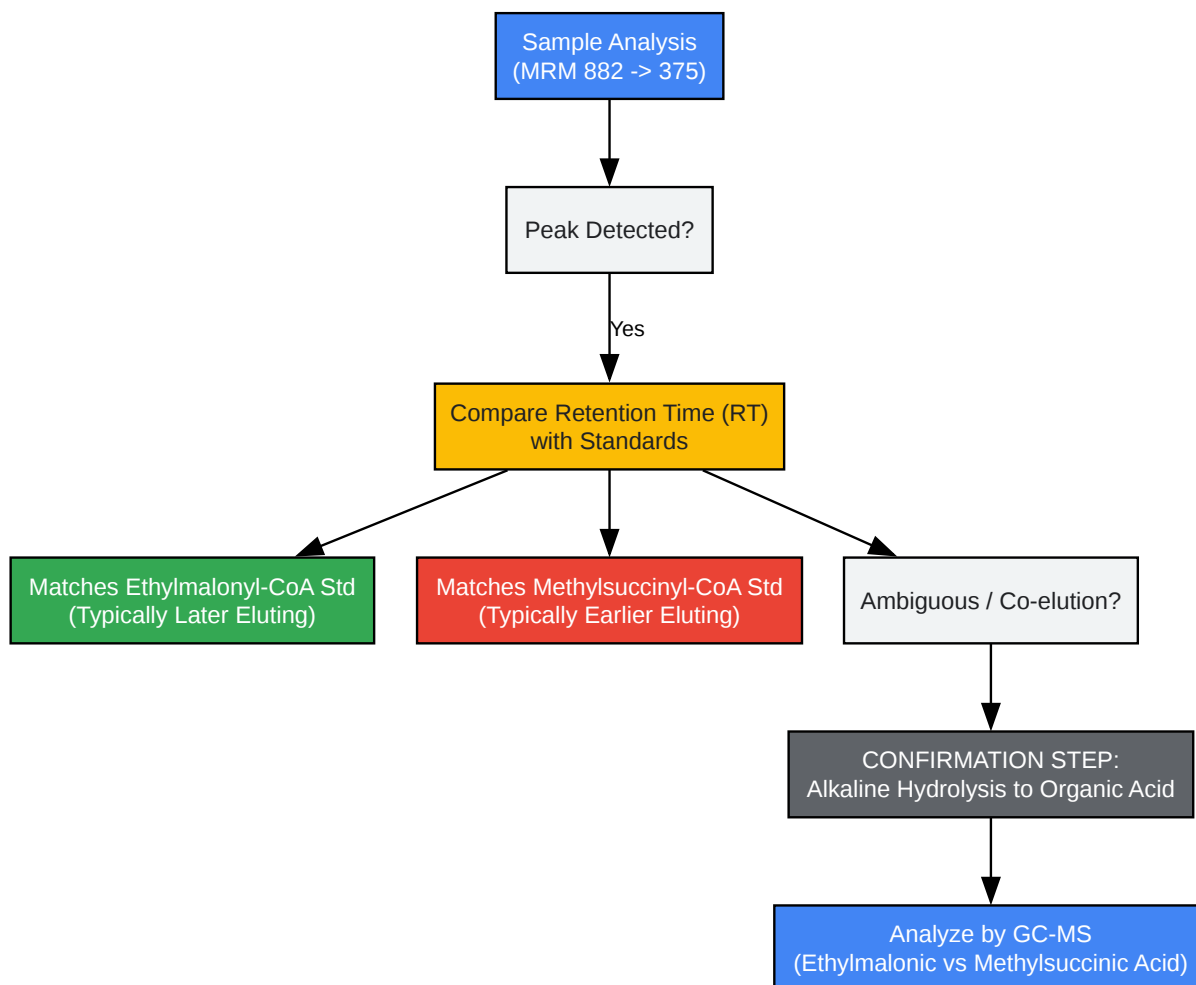 Sample Analysis
(MRM 882 -> 375)
Peak Detected?
Yes
Compare Retention Time (RT)
with Standards
Matches Ethylmalonyl-CoA Std
(Typically Later Eluting)
Matches Methylsuccinyl-CoA Std
(Typically Earlier Eluting)
Ambiguous / Co-elution?
CONFIRMATION STEP:
Alkaline Hydrolysis to Organic Acid
Analyze by GC-MS
(Ethylmalonic vs Methylsuccinic Acid)